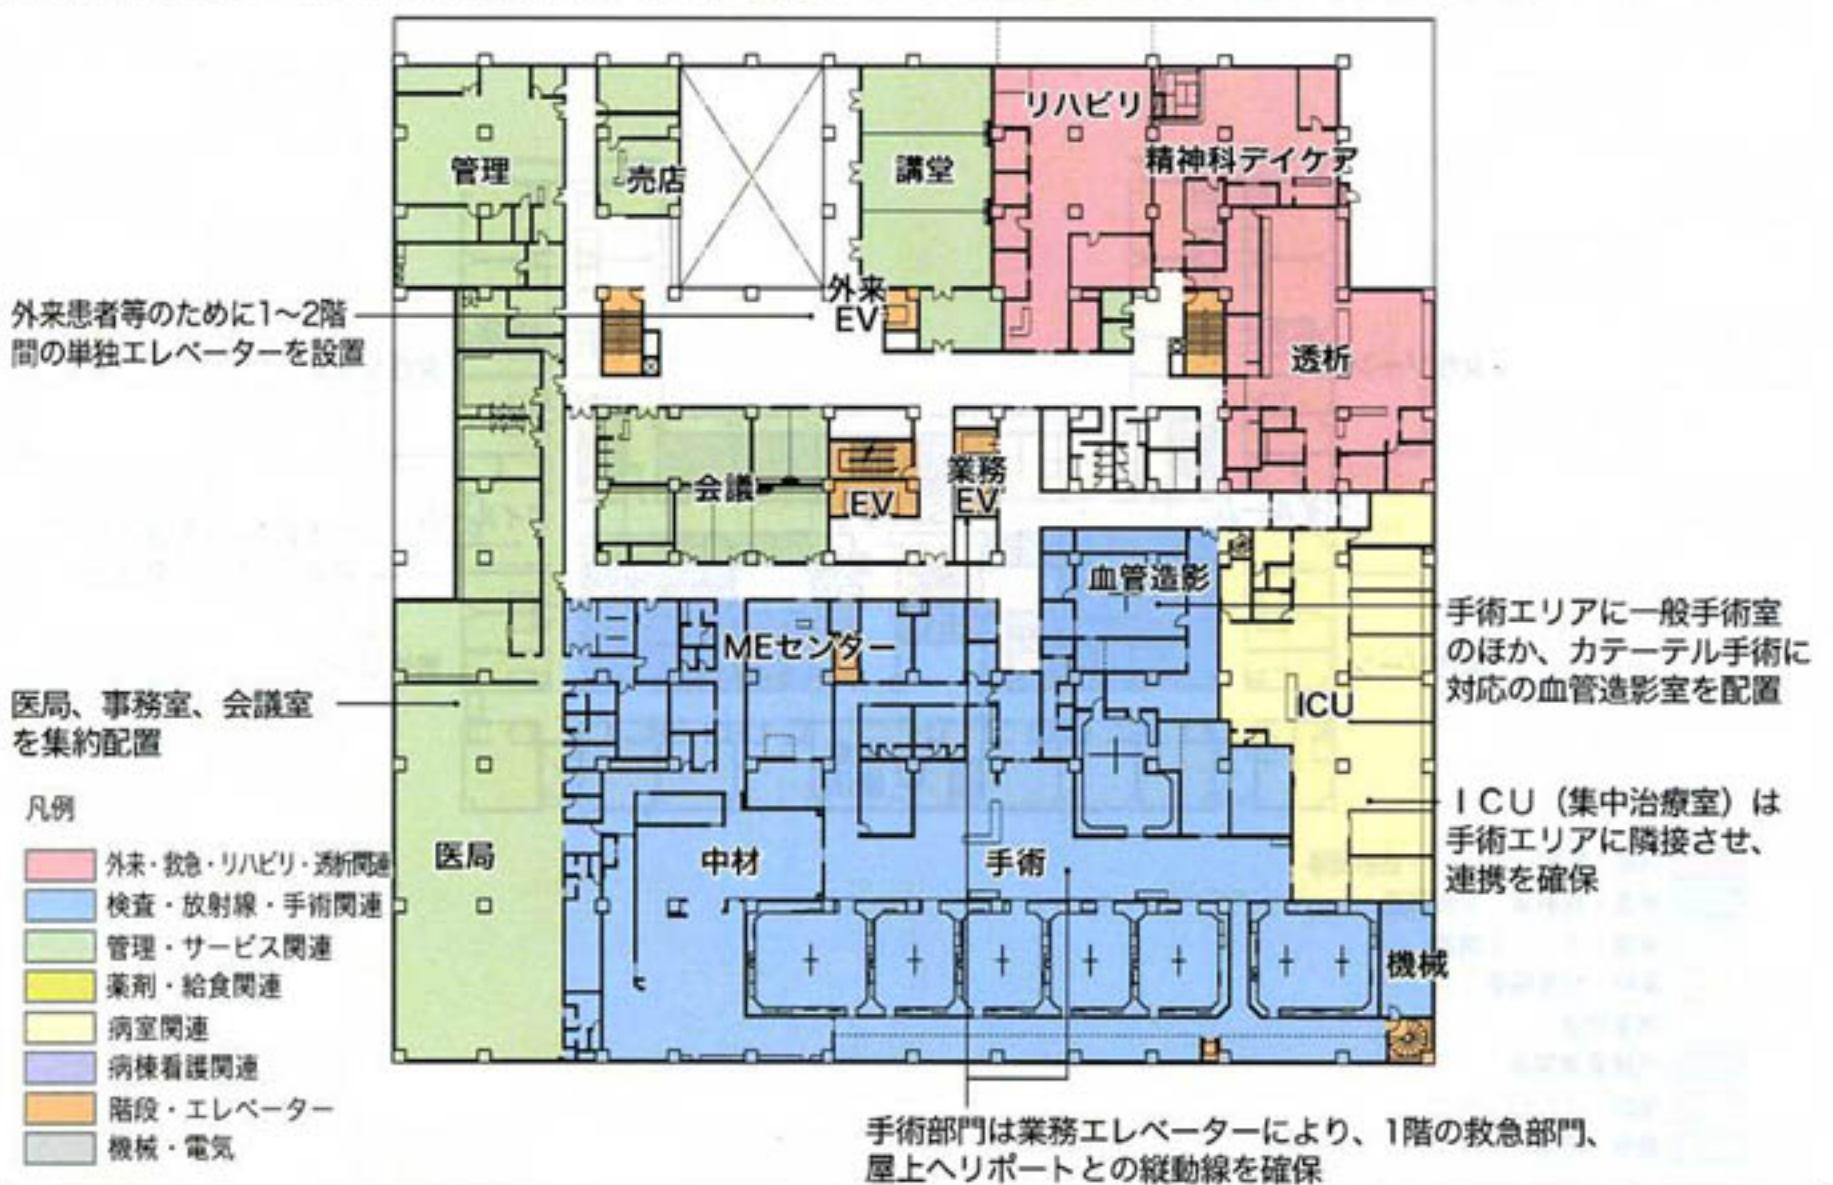 管理
売店
講堂
リハビリ
精神科デイケア
外来患者等のために1～2階
間の単独エレベーターを設置
外来
EV
透析
会議
EV
業務
EV
血管造影
手術エリアに一般手術室
のほか、カテーテル手術に
対応の血管造影室を配置
MEセンター
ICU
医局、事務室、会議室
を集約配置
ＩＣＵ（集中治療室）は
手術エリアに隣接させ、
連携を確保
医局
中材
手術
機械
凡例
外来・救急・リハビリ・透析関連
検査・放射線・手術関連
管理・サービス関連
薬剤・給食関連
病室関連
病棟看護関連
階段・エレベーター
機械・電気
手術部門は業務エレベーターにより、1階の救急部門、
屋上ヘリポートとの縦動線を確保